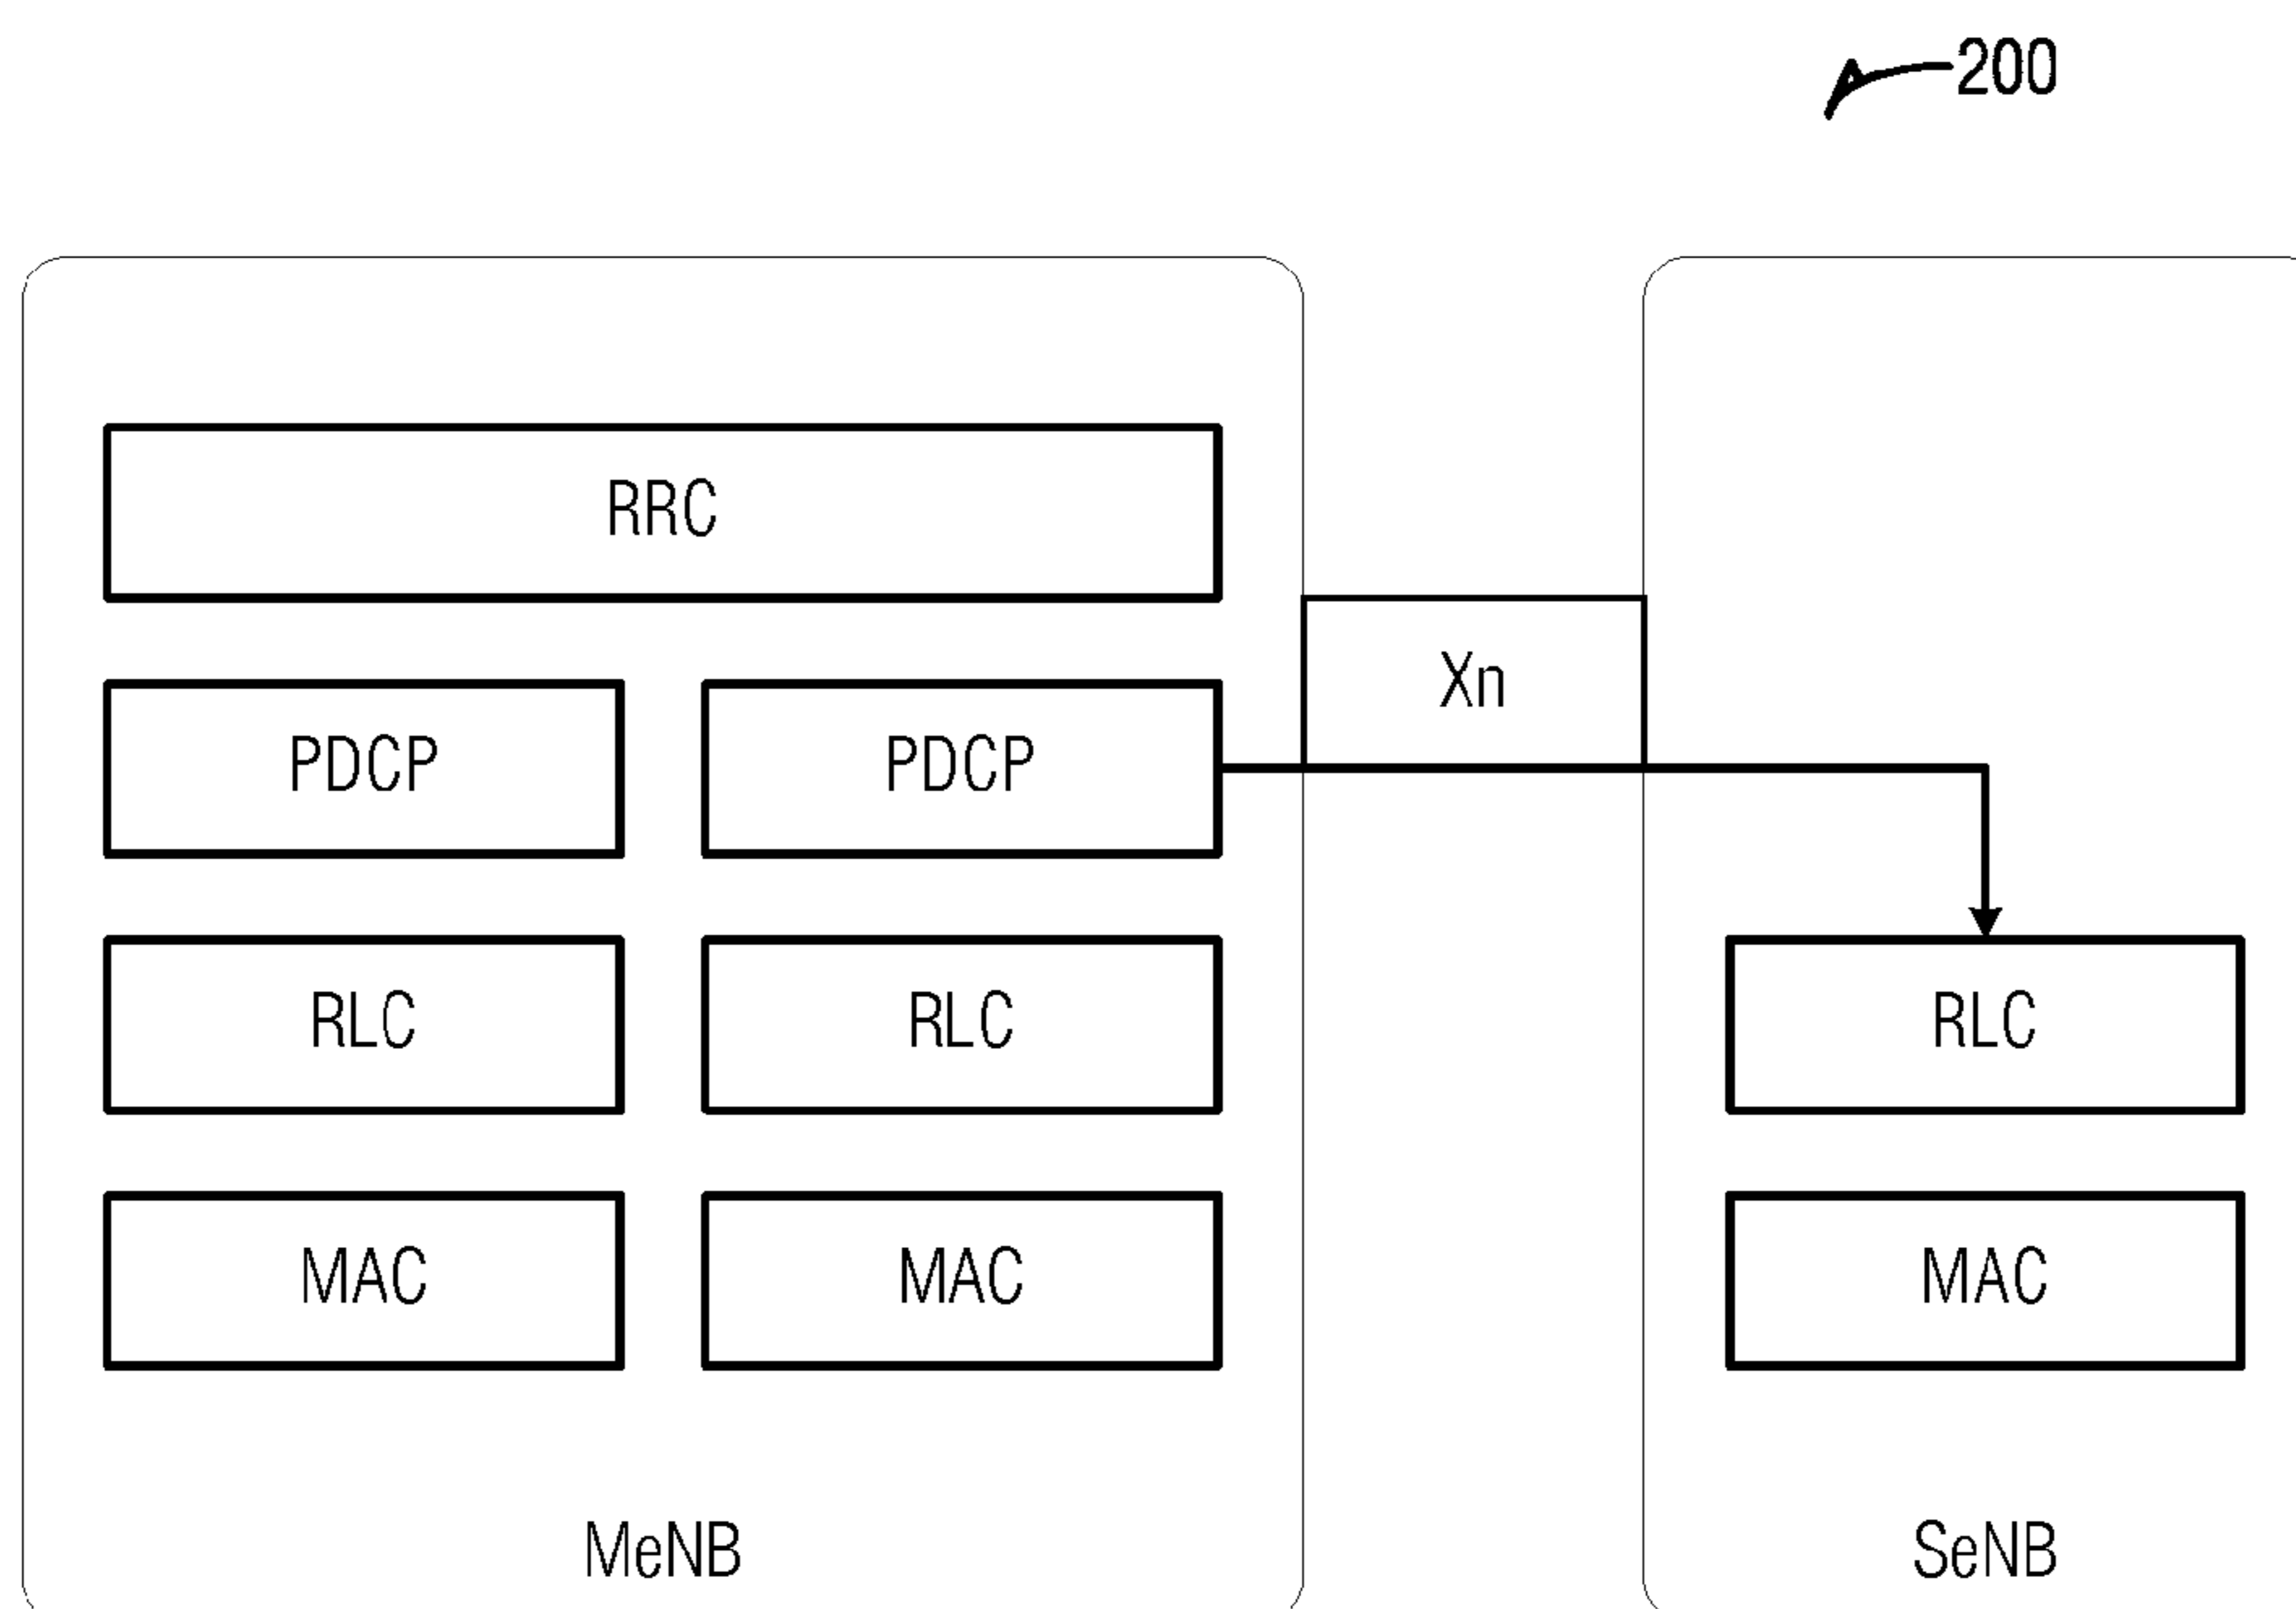 200
RRC
Xn
PDCP PDCP
RLC RLC RLC
MAC MAC MAC
MeNB SeNB